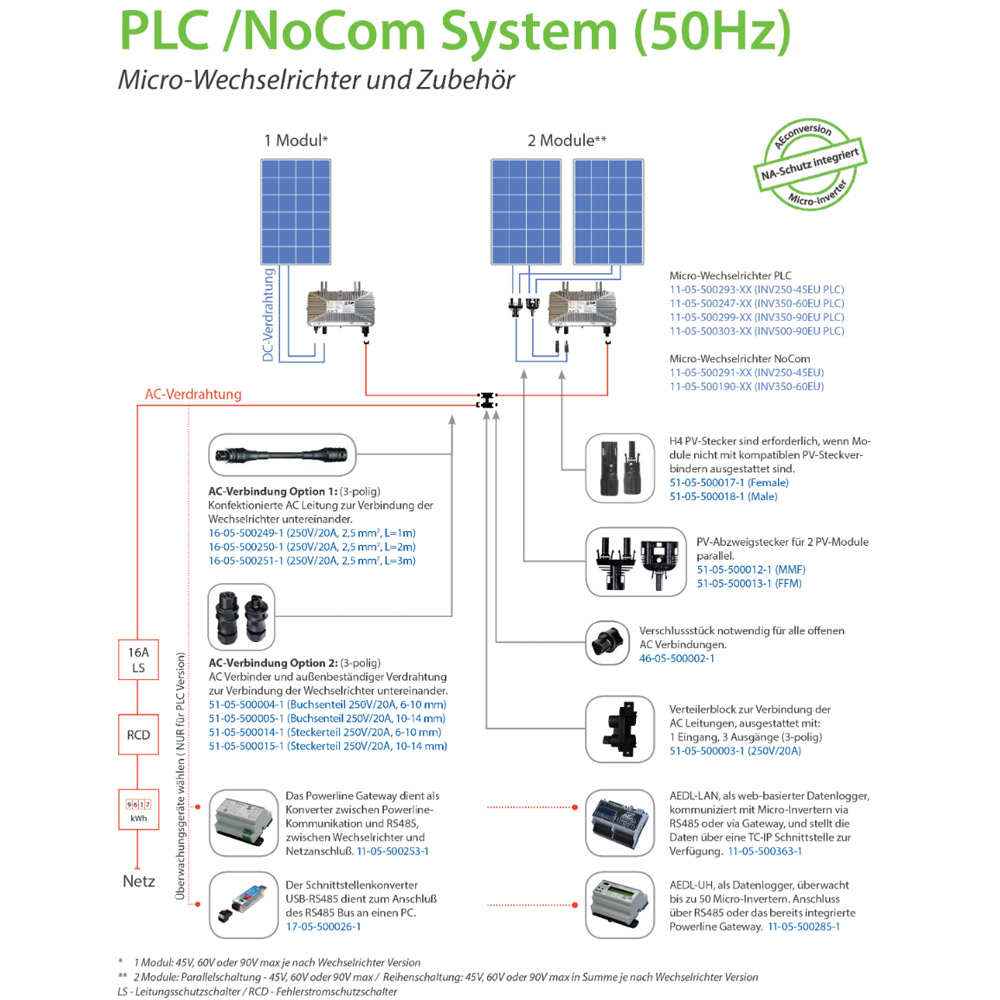 PLC /NoCom System (50Hz)
Micro-Wechselrichter und Zubehör
1 Modul*
2 Module**
AEconversion
NA-Schutz integriert
Micro-Inverter
DC-Verdrahtung
Micro-Wechselrichter PLC
11-05-500293-XX (INV250-45EU PLC)
11-05-500247-XX (INV350-60EU PLC)
11-05-500299-XX (INV350-90EU PLC)
11-05-500303-XX (INV500-90EU PLC)
Micro-Wechselrichter NoCom
11-05-500291-XX (INV250-45EU)
11-05-500190-XX (INV350-60EU)
AC-Verdrahtung
AC-Verbindung Option 1: (3-polig)
Konfektionierte AC Leitung zur Verbindung der
Wechselrichter untereinander.
16-05-500249-1 (250V/20A, 2,5 mm², L=1m)
16-05-500250-1 (250V/20A, 2,5 mm², L=2m)
16-05-500251-1 (250V/20A, 2,5 mm², L=3m)
H4 PV-Stecker sind erforderlich, wenn Mo-
dule nicht mit kompatiblen PV-Steckver-
bindern ausgestattet sind.
51-05-500017-1 (Female)
51-05-500018-1 (Male)
PV-Abzweigstecker für 2 PV-Module
parallel.
51-05-500012-1 (MMF)
51-05-500013-1 (FFM)
AC-Verbindung Option 2: (3-polig)
AC Verbinder und außenbeständiger Verdrahtung
zur Verbindung der Wechselrichter untereinander.
51-05-500004-1 (Buchsenteil 250V/20A, 6-10 mm)
51-05-500005-1 (Buchsenteil 250V/20A, 10-14 mm)
51-05-500014-1 (Steckerteil 250V/20A, 6-10 mm)
51-05-500015-1 (Steckerteil 250V/20A, 10-14 mm)
Verschlussstück notwendig für alle offenen
AC Verbindungen.
46-05-500002-1
Verteilerblock zur Verbindung der
AC Leitungen, ausgestattet mit:
1 Eingang, 3 Ausgänge (3-polig)
51-05-500003-1 (250V/20A)
16A
LS
RCD
9617
kWh
Netz
Überwachungsgeräte wählen ( NUR für PLC Version)
Das Powerline Gateway dient als
Konverter zwischen Powerline-
Kommunikation und RS485,
zwischen Wechselrichter und
Netzanschluß. 11-05-500253-1
AEDL-LAN, als web-basierter Datenlogger,
kommuniziert mit Micro-Invertern via
RS485 oder via Gateway, und stellt die
Daten über eine TC-IP Schnittstelle zur
Verfügung. 11-05-500363-1
Der Schnittstellenkonverter
USB-RS485 dient zum Anschluß
des RS485 Bus an einen PC.
17-05-500026-1
AEDL-UH, als Datenlogger, überwacht
bis zu 50 Micro-Invertern. Anschluss
über RS485 oder das bereits integrierte
Powerline Gateway. 11-05-500285-1
* 1 Modul: 45V, 60V oder 90V max je nach Wechselrichter Version
** 2 Module: Parallelschaltung - 45V, 60V oder 90V max / Reihenschaltung: 45V, 60V oder 90V max in Summe je nach Wechselrichter Version
LS - Leitungsschutzschalter / RCD - Fehlerstromschutzschalter